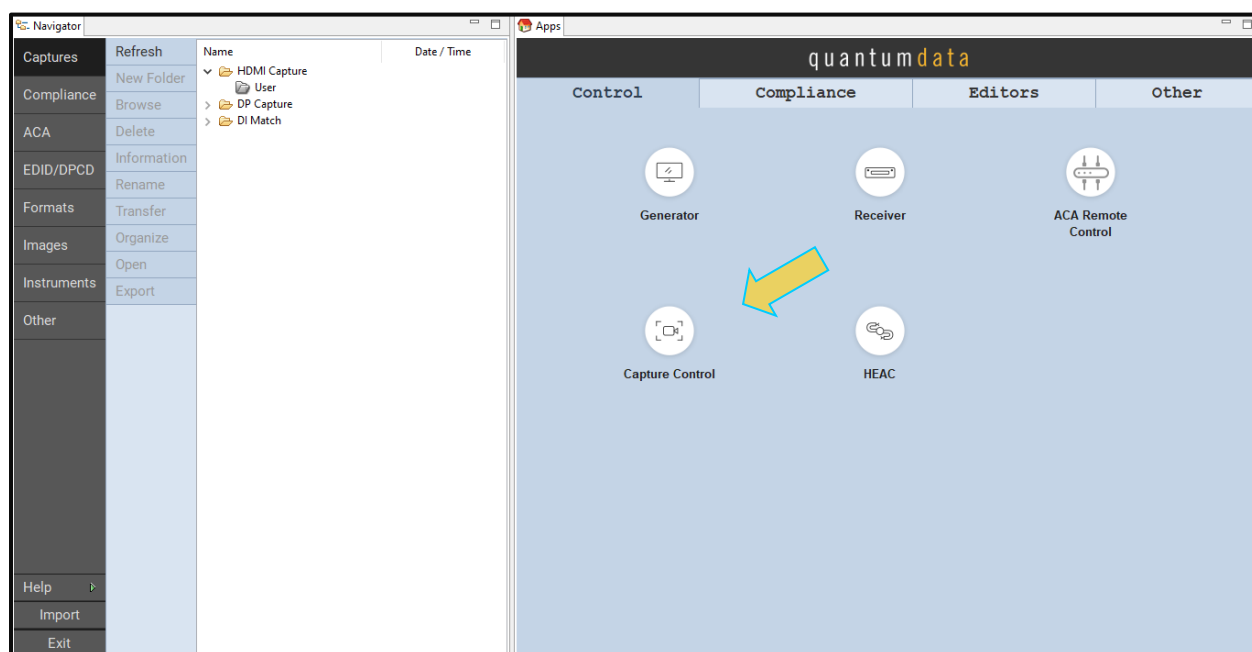 Navigator
Captures
Compliance
ACA
EDID/DPCD
Formats
Images
Instruments
Other
Help
Import
Exit
Refresh
New Folder
Browse
Delete
Information
Rename
Transfer
Organize
Open
Export
Name Date / Time
HDMI Capture
User
DP Capture
DI Match
Apps
quantumdata
Control Compliance Editors Other
Generator Receiver ACA Remote
Control
Capture Control HEAC